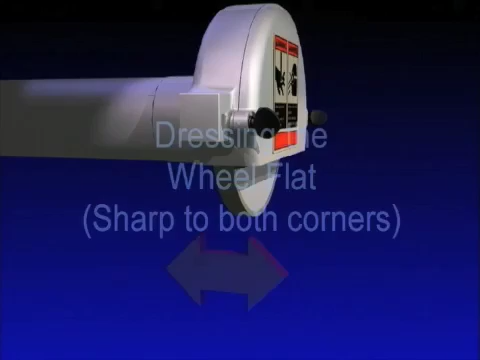 Dressing the
Wheel Flat
(Sharp to both corners)